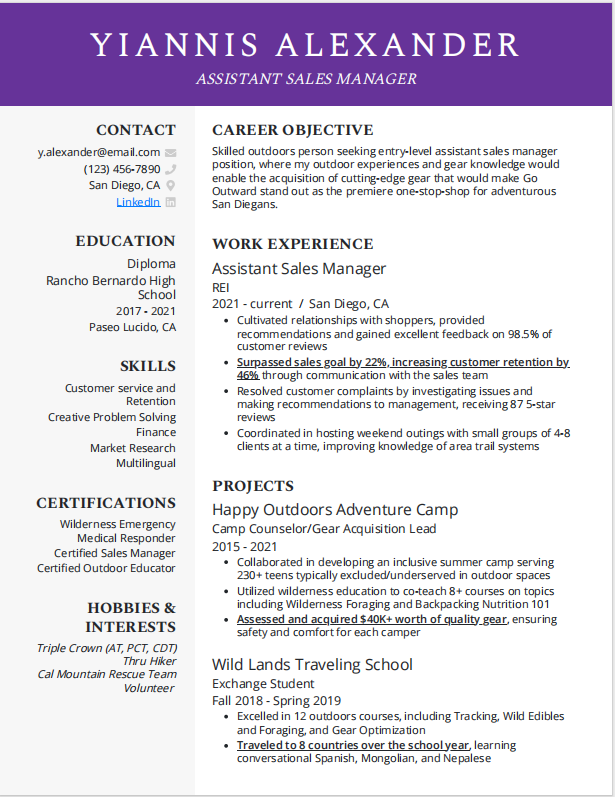 YIANNIS ALEXANDER
ASSISTANT SALES MANAGER
CONTACT
y.alexander@email.com
(123) 456-7890
San Diego, CA
LinkedIn
EDUCATION
Diploma
Rancho Bernardo High
School
2017 - 2021
Paseo Lucido, CA
SKILLS
Customer service and
Retention
Creative Problem Solving
Finance
Market Research
Multilingual
CERTIFICATIONS
Wilderness Emergency
Medical Responder
Certified Sales Manager
Certified Outdoor Educator
HOBBIES &
INTERESTS
Triple Crown (AT, PCT, CDT)
Thru Hiker
Cal Mountain Rescue Team
Volunteer
CAREER OBJECTIVE
Skilled outdoors person seeking entry-level assistant sales manager
position, where my outdoor experiences and gear knowledge would
enable the acquisition of cutting-edge gear that would make Go
Outward stand out as the premiere one-stop-shop for adventurous
San Diegans.
WORK EXPERIENCE
Assistant Sales Manager
REI
2021 - current / San Diego, CA
• Cultivated relationships with shoppers, provided
recommendations and gained excellent feedback on 98.5% of
customer reviews
• Surpassed sales goal by 22%, increasing customer retention by
46% through communication with the sales team
• Resolved customer complaints by investigating issues and
making recommendations to management, receiving 87 5-star
reviews
• Coordinated in hosting weekend outings with small groups of 4-8
clients at a time, improving knowledge of area trail systems
PROJECTS
Happy Outdoors Adventure Camp
Camp Counselor/Gear Acquisition Lead
2015 - 2021
• Collaborated in developing an inclusive summer camp serving
230+ teens typically excluded/underserved in outdoor spaces
• Utilized wilderness education to co-teach 8+ courses on topics
including Wilderness Foraging and Backpacking Nutrition 101
• Assessed and acquired $40K+ worth of quality gear, ensuring
safety and comfort for each camper
Wild Lands Traveling School
Exchange Student
Fall 2018 - Spring 2019
• Excelled in 12 outdoors courses, including Tracking, Wild Edibles
and Foraging, and Gear Optimization
• Traveled to 8 countries over the school year, learning
conversational Spanish, Mongolian, and Nepalese